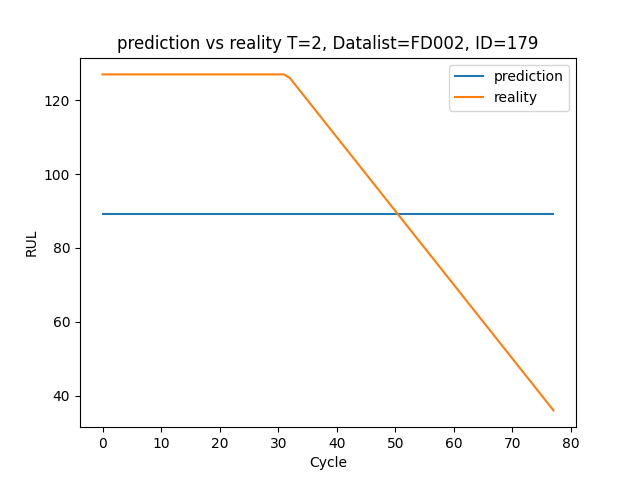 prediction vs reality T=2, Datalist=FD002, ID=179
prediction
reality
120
100
80
60
40
RUL
0 10 20 30 40 50 60 70 80
Cycle